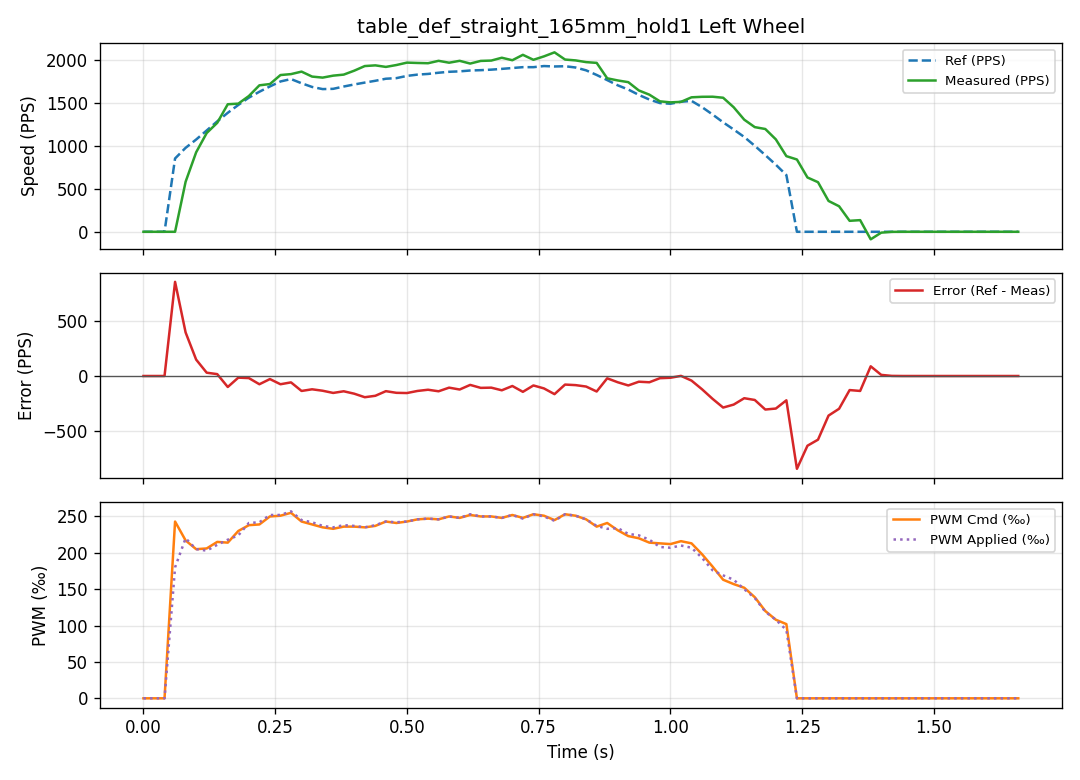 table_def_straight_165mm_hold1 Left Wheel
Speed (PPS)
2000
1500
1000
500
0
Ref (PPS)
Measured (PPS)
Error (PPS)
500
0
−500
Error (Ref - Meas)
PWM (‰)
250
200
150
100
50
0
PWM Cmd (‰)
PWM Applied (‰)
0.00 0.25 0.50 0.75 1.00 1.25 1.50
Time (s)